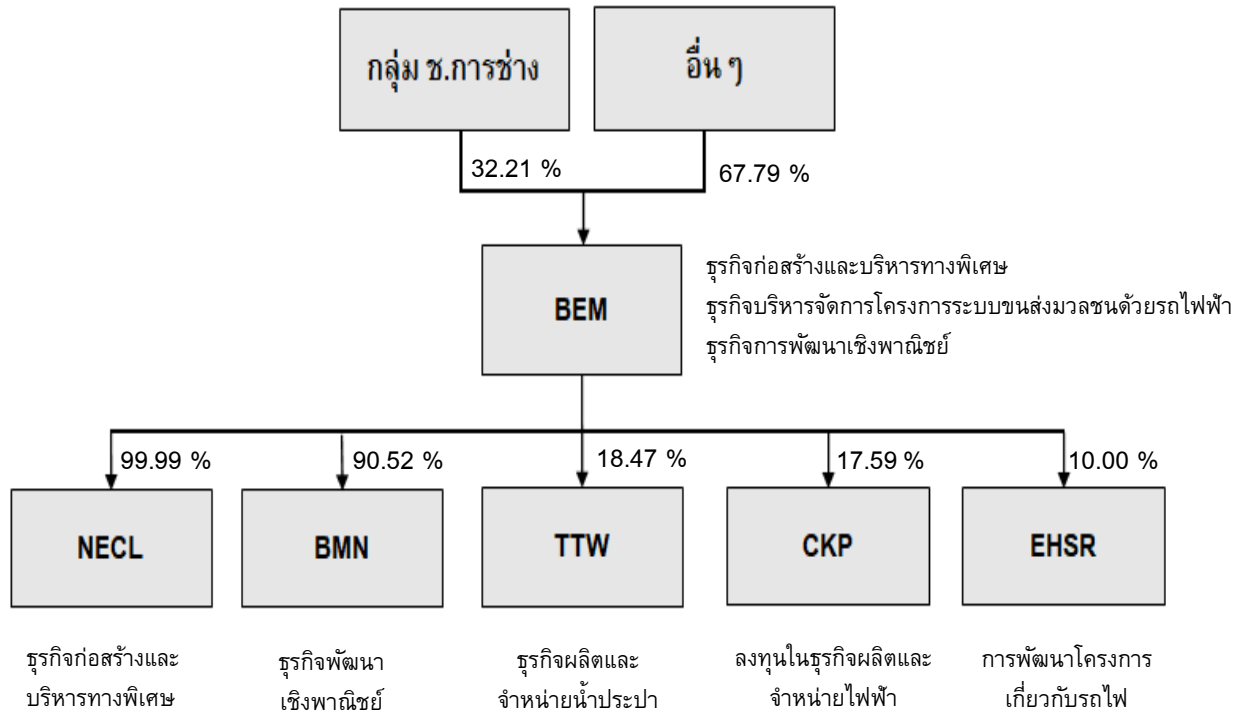 กลุ่ม ช.การช่าง
อื่น ๆ
32.21 %
67.79 %
BEM
ธุรกิจก่อสร้างและบริหารทางพิเศษ
ธุรกิจบริหารจัดการโครงการระบบขนส่งมวลชนด้วยรถไฟฟ้า
ธุรกิจการพัฒนาเชิงพาณิชย์
99.99 %
90.52 %
18.47 %
17.59 %
10.00 %
NECL
BMN
TTW
CKP
EHSR
ธุรกิจก่อสร้างและ
บริหารทางพิเศษ
ธุรกิจพัฒนา
เชิงพาณิชย์
ธุรกิจผลิตและ
จำหน่ายน้ำประปา
ลงทุนในธุรกิจผลิตและ
จำหน่ายไฟฟ้า
การพัฒนาโครงการ
เกี่ยวกับรถไฟ